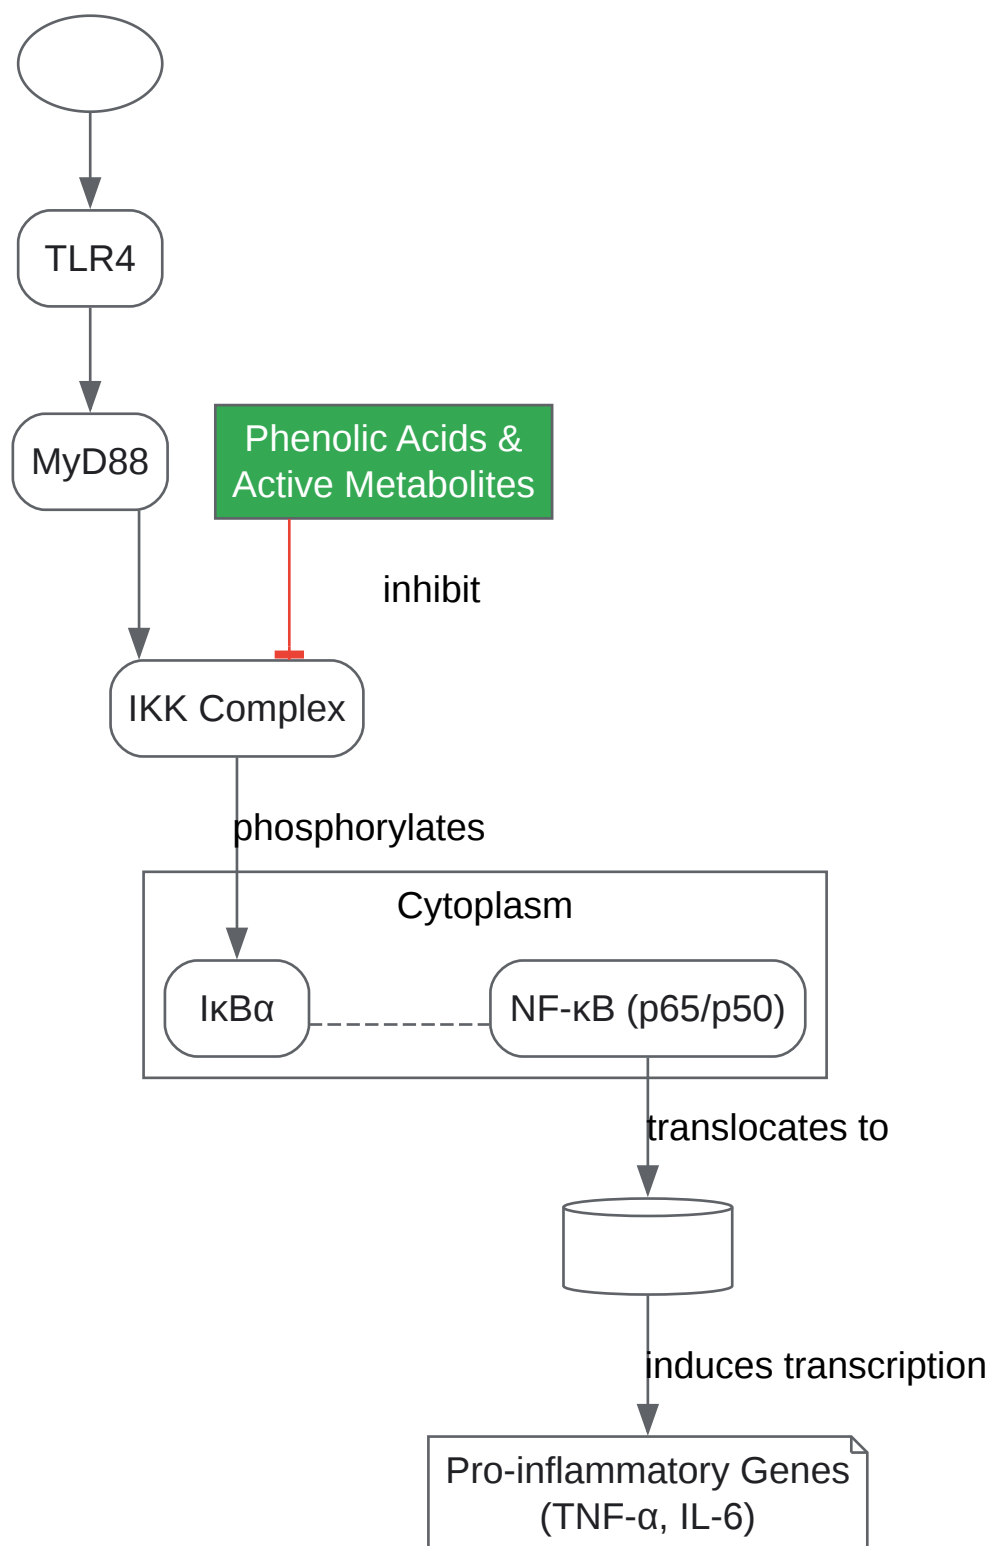 TLR4
MyD88
Phenolic Acids &
Active Metabolites
inhibit
IKK Complex
phosphorylates
Cytoplasm
IκBα
NF-κB (p65/p50)
translocates to
induces transcription
Pro-inflammatory Genes
(TNF-α, IL-6)